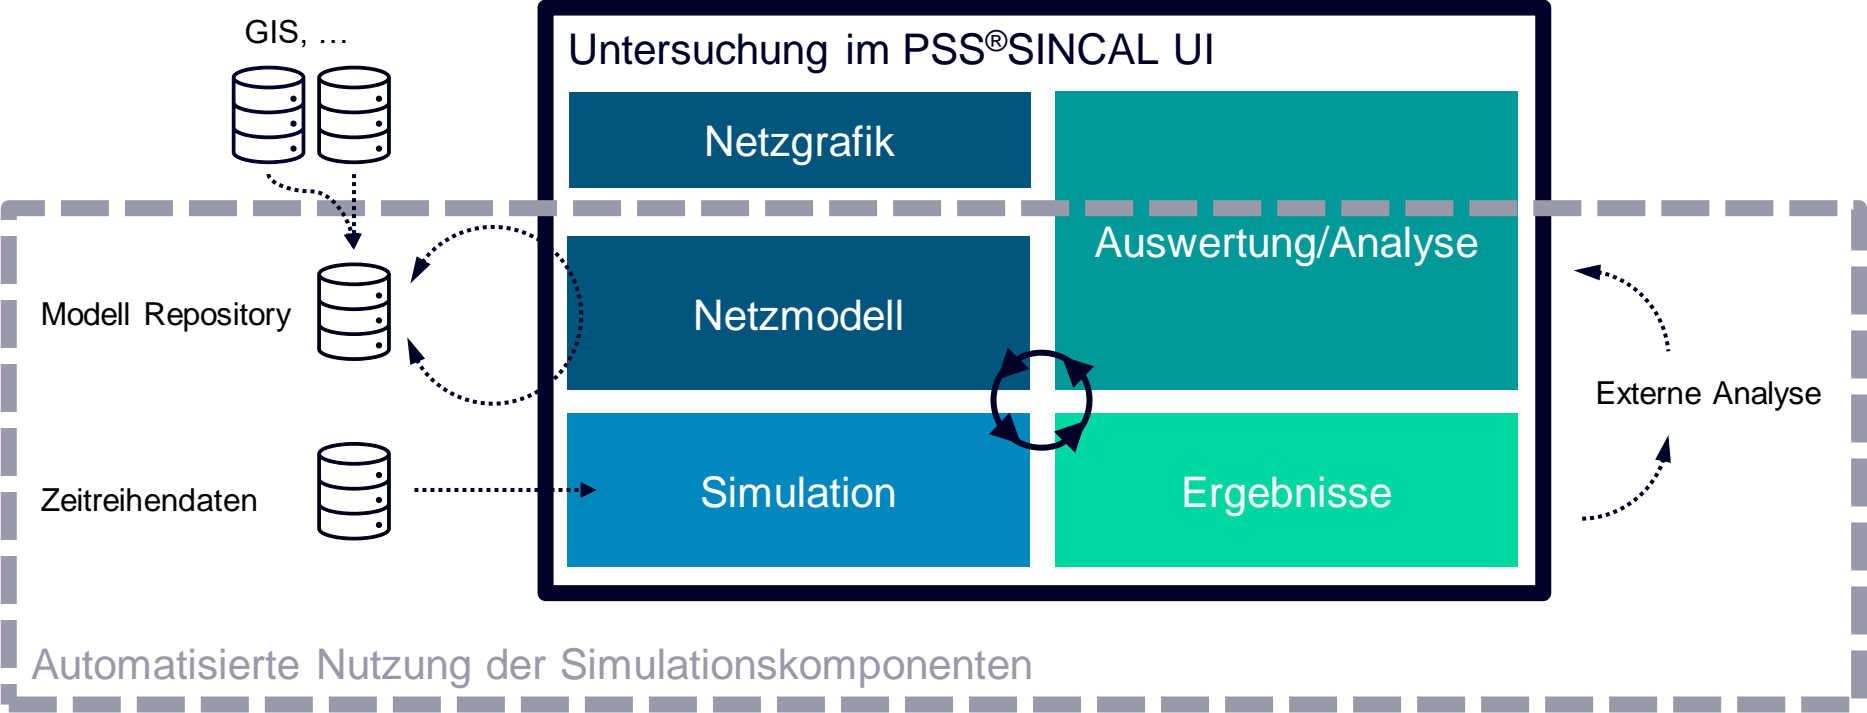 GIS, …
Untersuchung im PSS®SINCAL UI
Netzgrafik
Auswertung/Analyse
Modell Repository
Netzmodell
Externe Analyse
Zeitreihendaten
Simulation
Ergebnisse
Automatisierte Nutzung der Simulationskomponenten